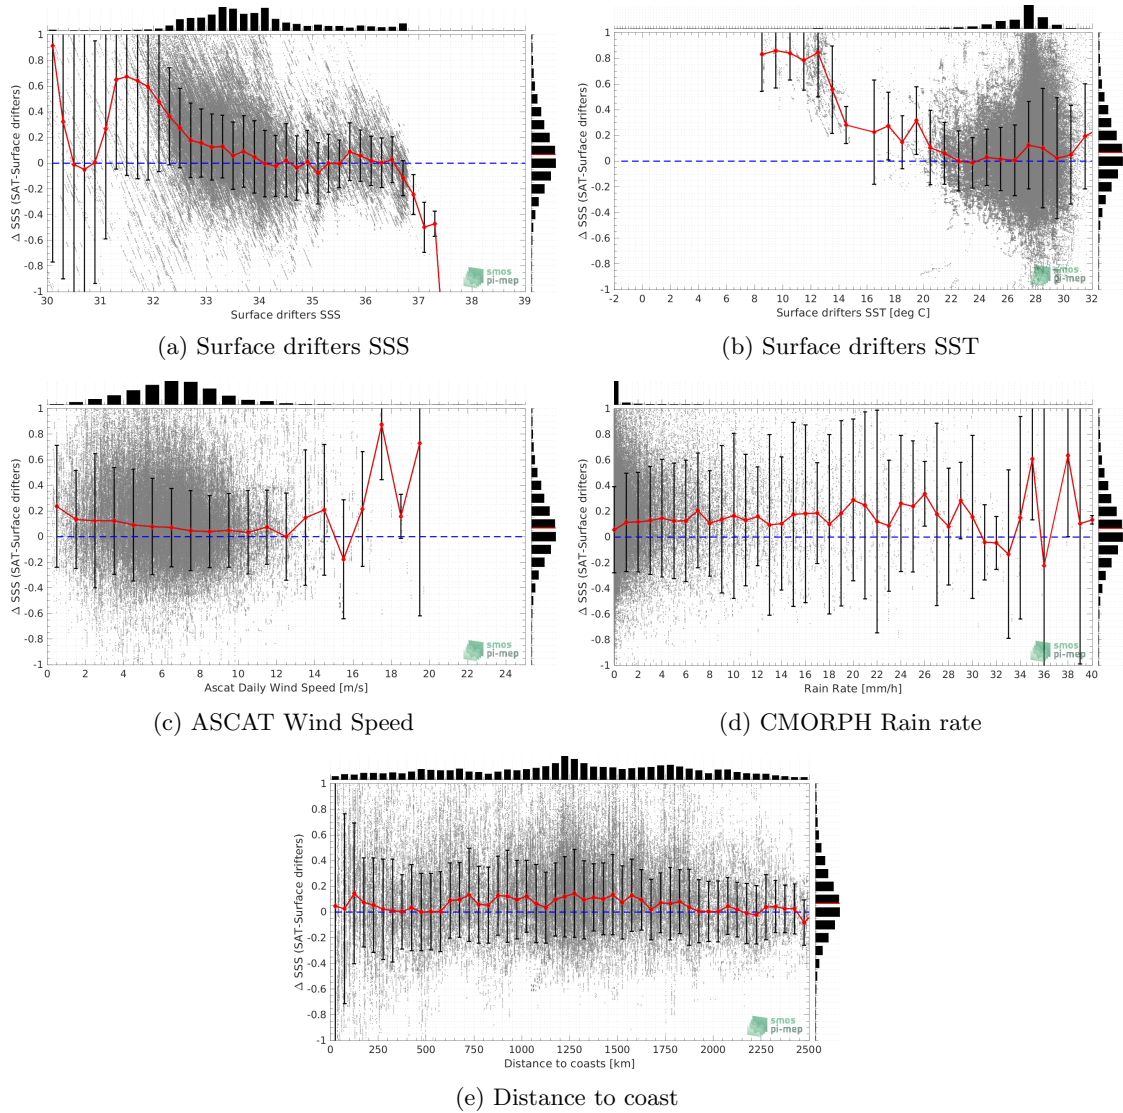 Δ SSS (SAT-Surface drifters)
1
0.8
0.6
0.4
0.2
0
-0.2
-0.4
-0.6
-0.8
-1
30 31 32 33 34 35 36 37 38 39
Surface drifters SSS
smos
pi-mep
(a) Surface drifters SSS
Δ SSS (SAT-Surface drifters)
1
0.8
0.6
0.4
0.2
0
-0.2
-0.4
-0.6
-0.8
-1
-2 0 2 4 6 8 10 12 14 16 18 20 22 24 26 28 30 32
Surface drifters SST [deg C]
smos
pi-mep
(b) Surface drifters SST
Δ SSS (SAT-Surface drifters)
1
0.8
0.6
0.4
0.2
0
-0.2
-0.4
-0.6
-0.8
-1
0 2 4 6 8 10 12 14 16 18 20 22 24
Ascat Daily Wind Speed [m/s]
smos
pi-mep
(c) ASCAT Wind Speed
Δ SSS (SAT-Surface drifters)
1
0.8
0.6
0.4
0.2
0
-0.2
-0.4
-0.6
-0.8
-1
0 2 4 6 8 10 12 14 16 18 20 22 24 26 28 30 32 34 36 38 40
Rain Rate [mm/h]
smos
pi-mep
(d) CMORPH Rain rate
Δ SSS (SAT-Surface drifters)
1
0.8
0.6
0.4
0.2
0
-0.2
-0.4
-0.6
-0.8
-1
0 250 500 750 1000 1250 1500 1750 2000 2250 2500
Distance to coasts [km]
smos
pi-mep
(e) Distance to coast